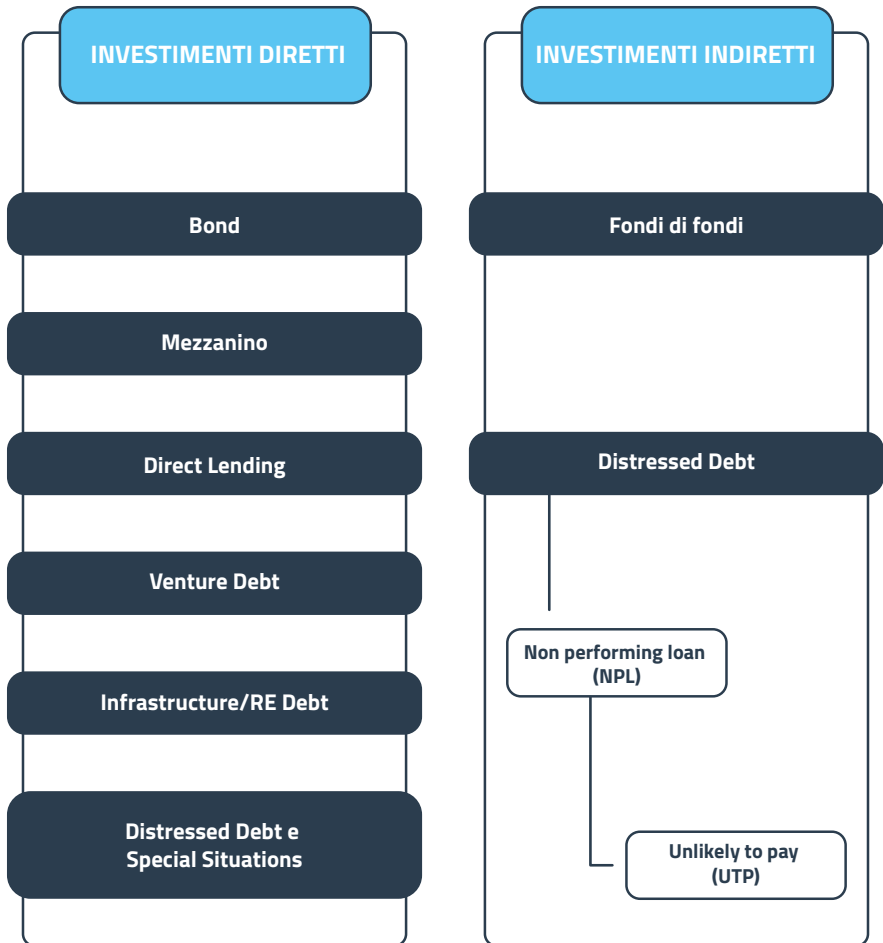 INVESTIMENTI DIRETTI
Bond
Mezzanino
Direct Lending
Venture Debt
Infrastructure/RE Debt
Distressed Debt e
Special Situations
INVESTIMENTI INDIRETTI
Fondi di fondi
Distressed Debt
Non performing loan
(NPL)
Unlikely to pay
(UTP)